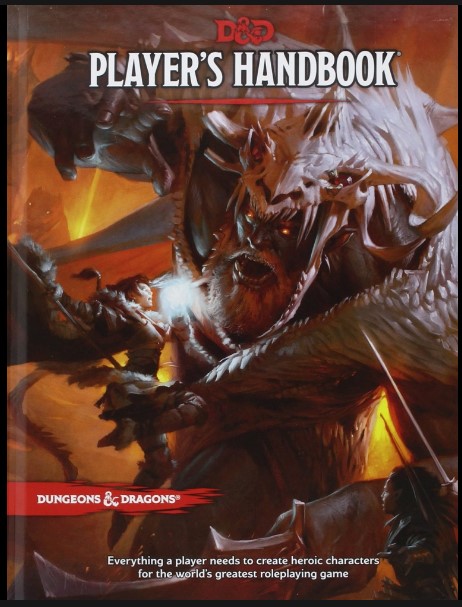 D&D
PLAYER'S HANDBOOK®
DUNGEONS & DRAGONS®
Everything a player needs to create heroic characters
for the world's greatest roleplaying game